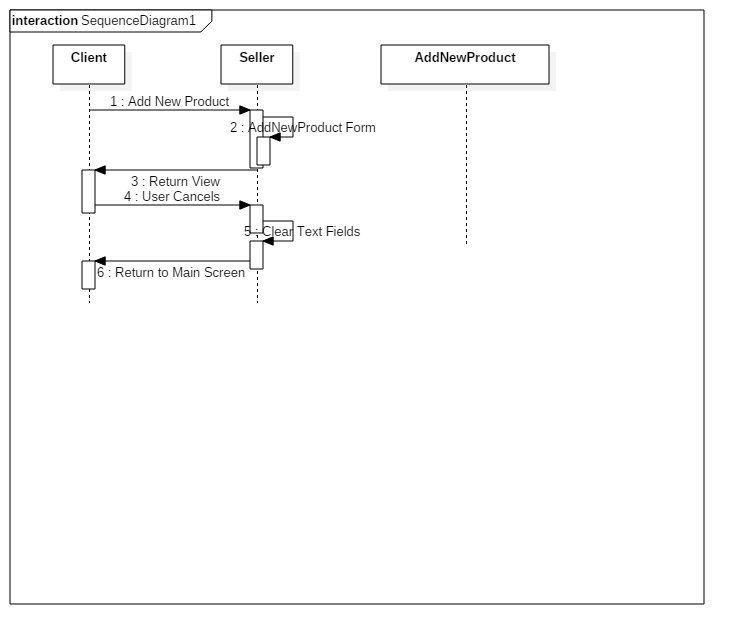 interaction SequenceDiagram1
Client
Seller
AddNewProduct
1 : Add New Product
2 : AddNewProduct Form
3 : Return View
4 : User Cancels
5 : Clear Text Fields
6 : Return to Main Screen